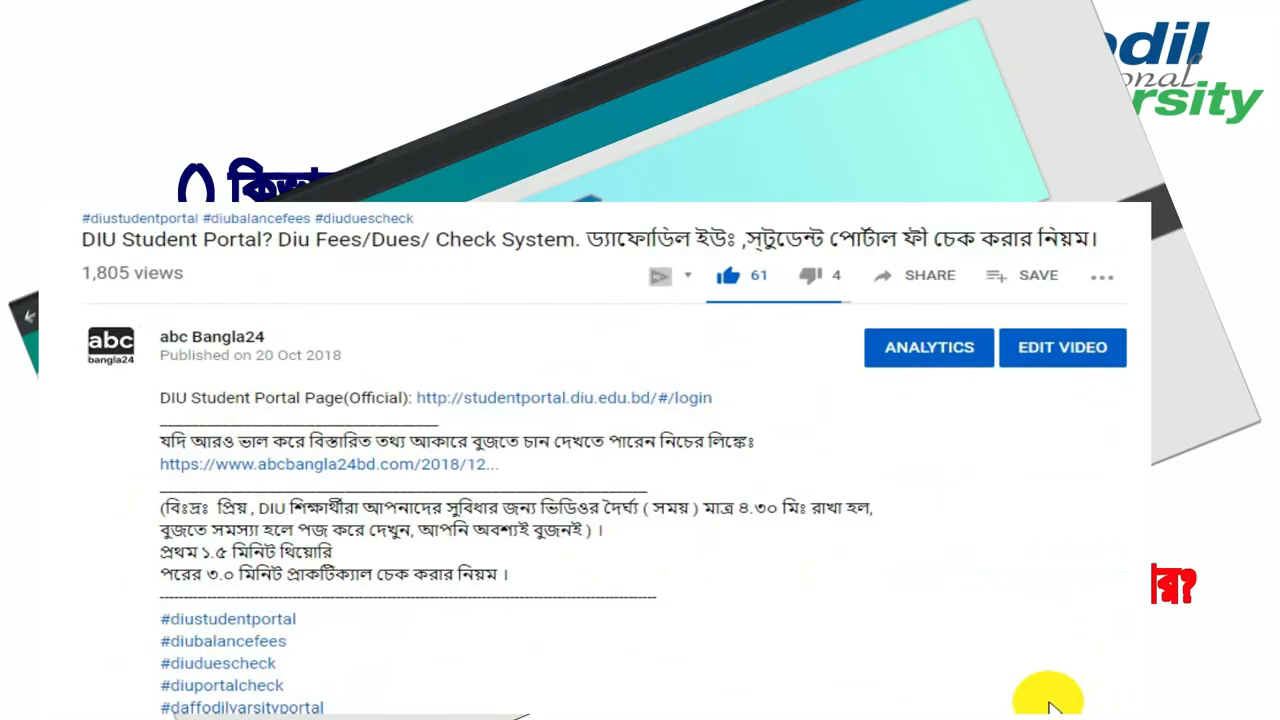 #diustudentportal #diubalancefees #diuduescheck
DIU Student Portal? Diu Fees/Dues/ Check System. ড্যাফোডিল ইউঃ ,স্টুডেন্ট পোর্টাল ফী চেক করার নিয়ম।
1,805 views
61
4
SHARE
SAVE
abc
bangla24
abc Bangla24
Published on 20 Oct 2018
ANALYTICS
EDIT VIDEO
DIU Student Portal Page(Official): http://studentportal.diu.edu.bd/#/login
যদি আরও ভাল করে বিস্তারিত তথ্য আকারে বুজতে চান দেখতে পারেন নিচের লিঙ্কেঃ
https://www.abcbangla24bd.com/2018/12...
(বিঃদ্রঃ প্রিয় , DIU শিক্ষার্থীরা আপনাদের সুবিধার জন্য ভিডিওর দৈর্ঘ্য ( সময় ) মাত্র ৪.৩০ মিঃ রাখা হল,
বুজতে সমস্যা হলে পজ করে দেখুন, আপনি অবশ্যই বুজনই ) ।
প্রথম ১.৫ মিনিট থিয়োরি
পরের ৩.০ মিনিট প্রাকটিক্যাল চেক করার নিয়ম ।
#diustudentportal
#diubalancefees
#diuduescheck
#diuportalcheck
#daffodilvarsityportal